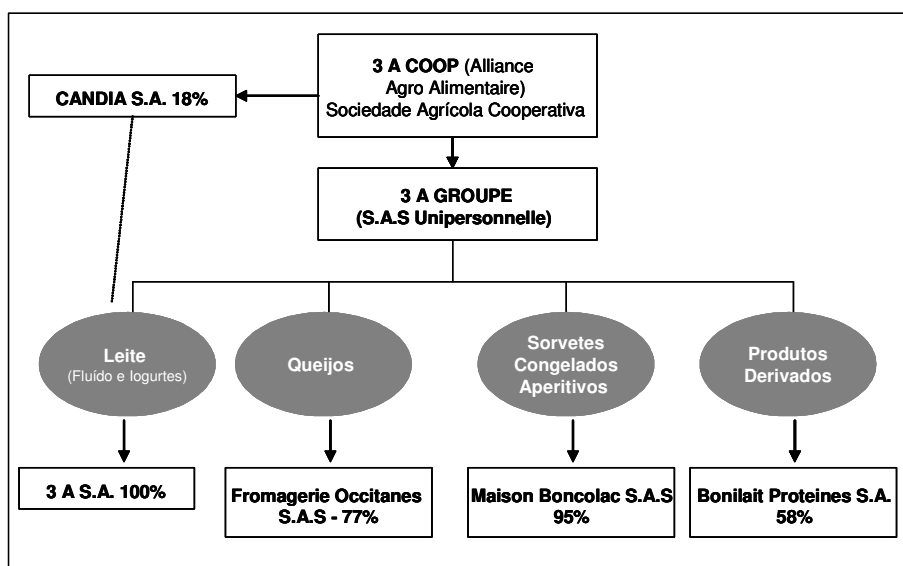 3 A COOP (Alliance
Agro Alimentaire)
Sociedade Agrícola Cooperativa
CANDIA S.A. 18%
3 A GROUPE
(S.A.S Unipersonnelle)
Leite
(Fluído e Iogurtes)
Queijos
Sorvetes
Congelados
Aperitivos
Produtos
Derivados
3 A S.A. 100%
Fromagerie Occitanes
S.A.S - 77%
Maison Boncolac S.A.S
95%
Bonilait Proteines S.A.
58%